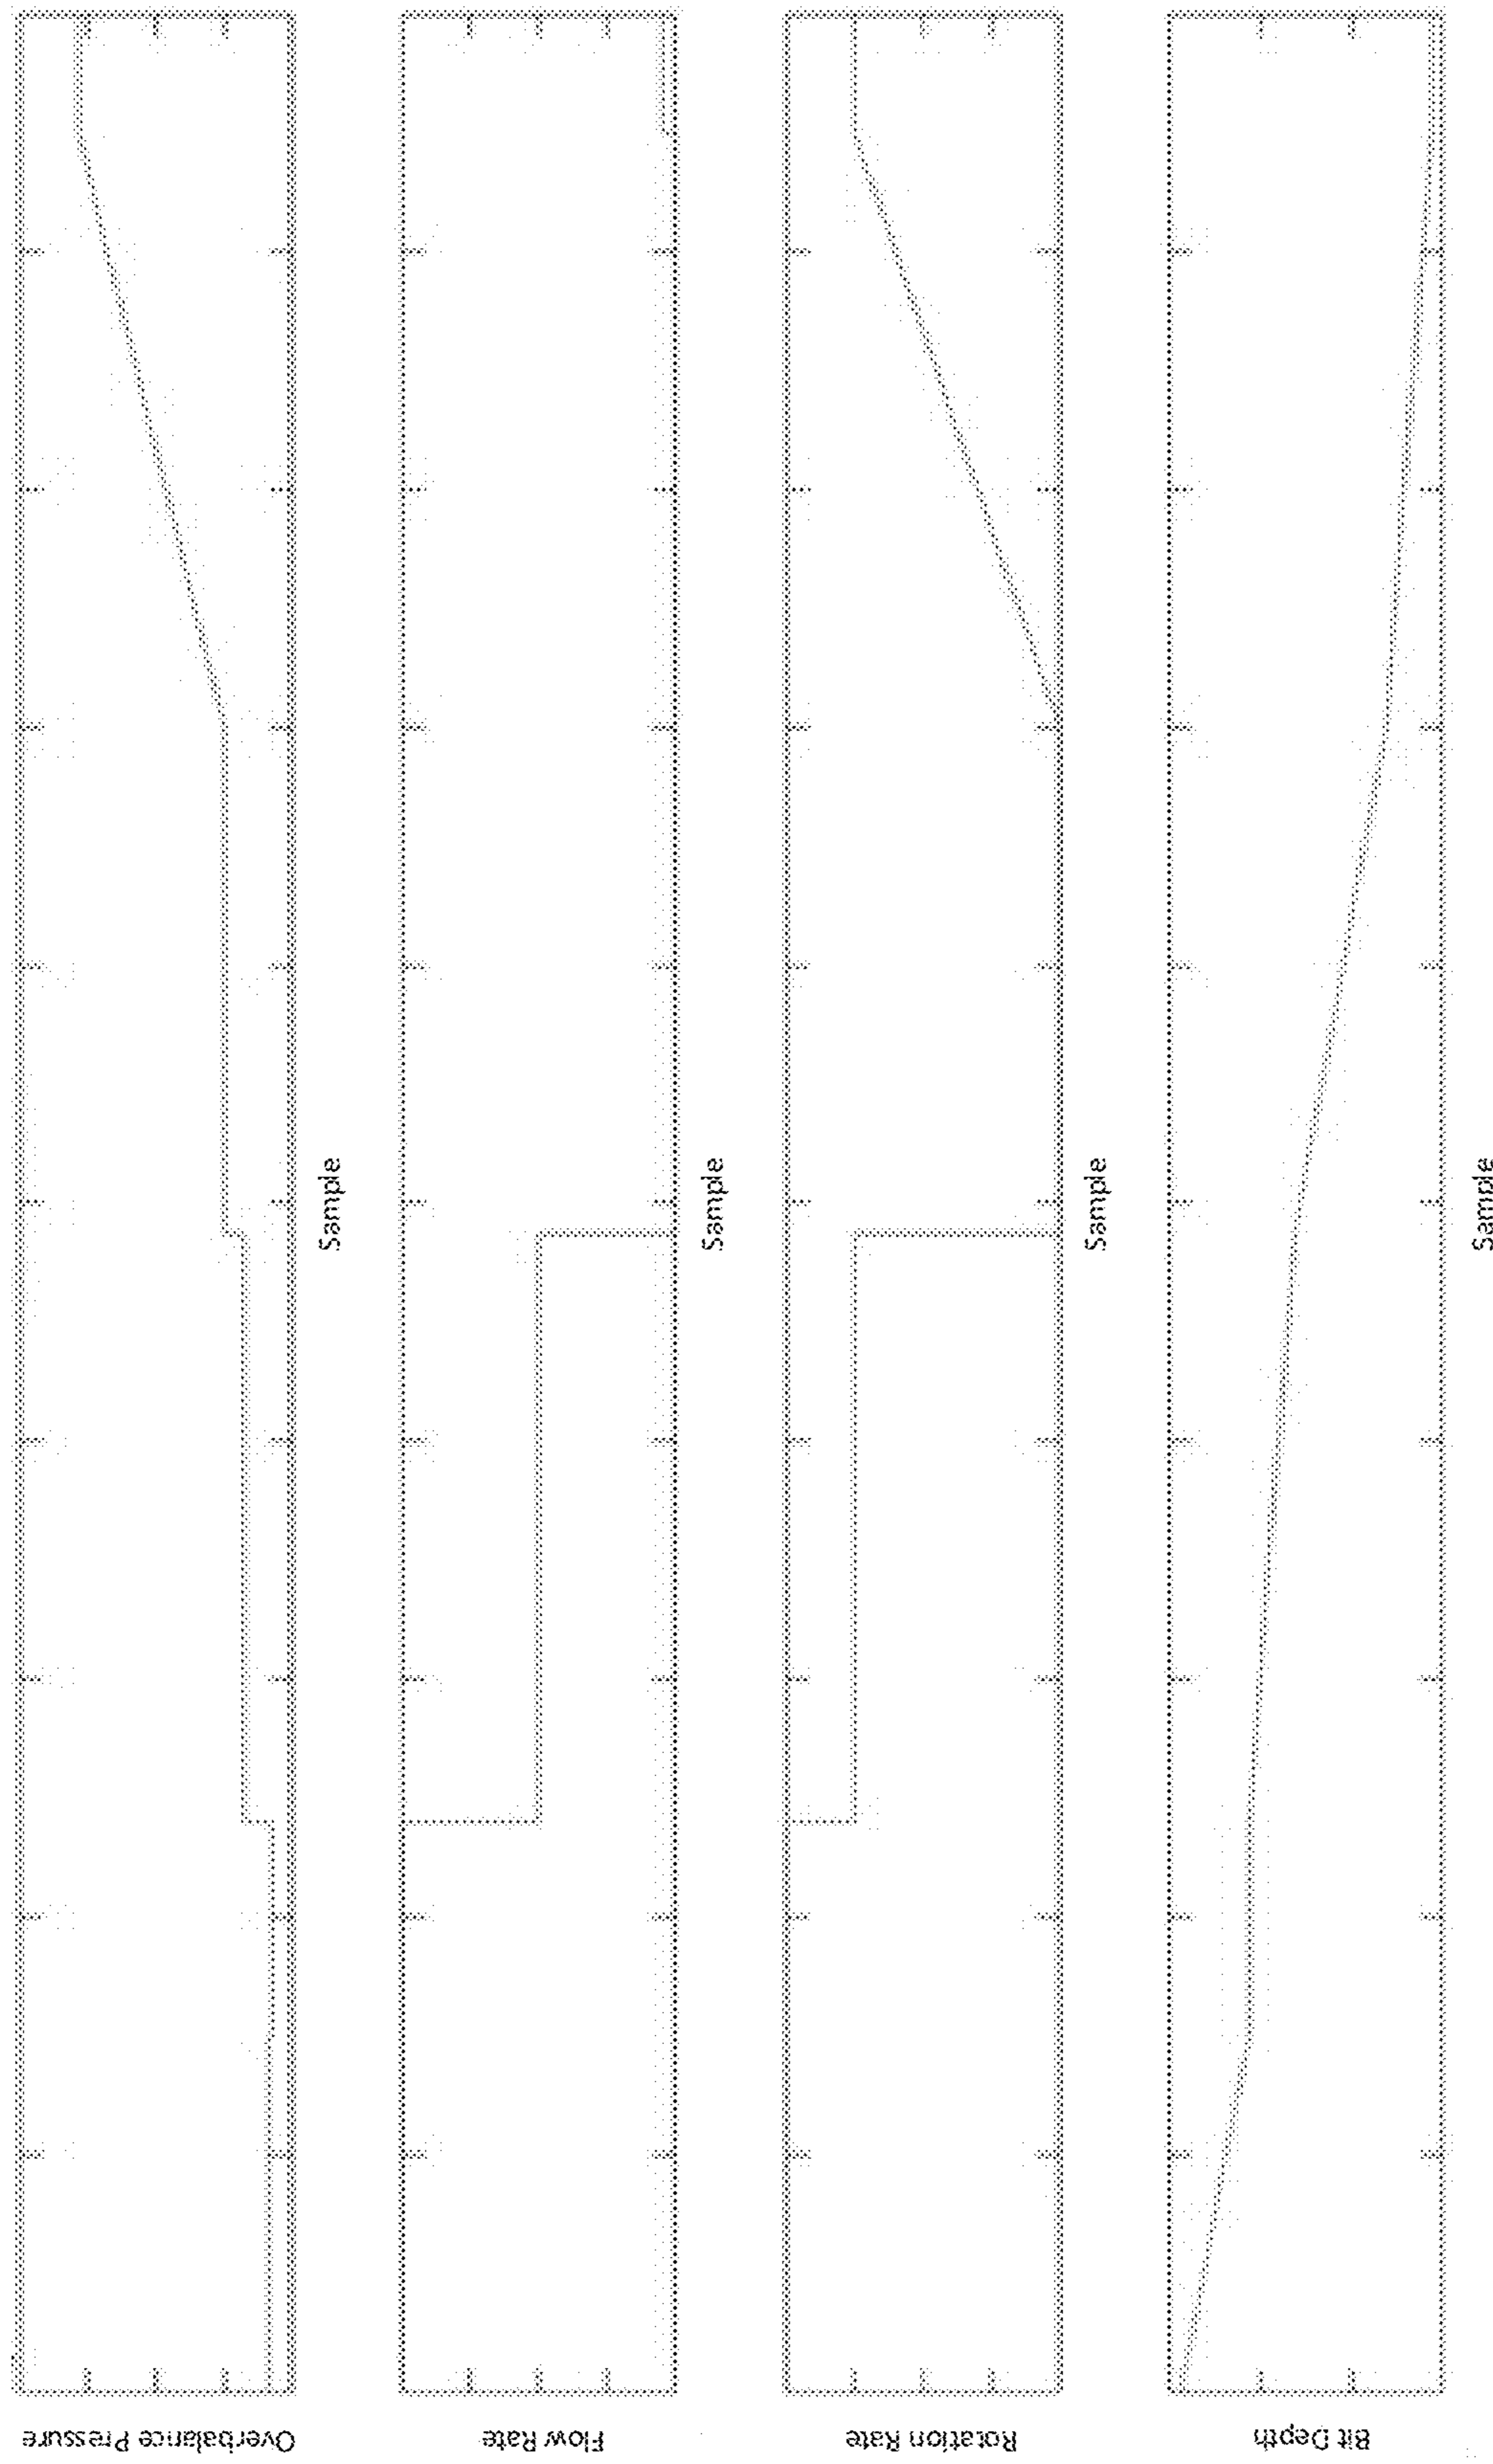 Overbalance Pressure
Sample
Flow Rate
Sample
Rotation Rate
Sample
Bit Depth
Sample